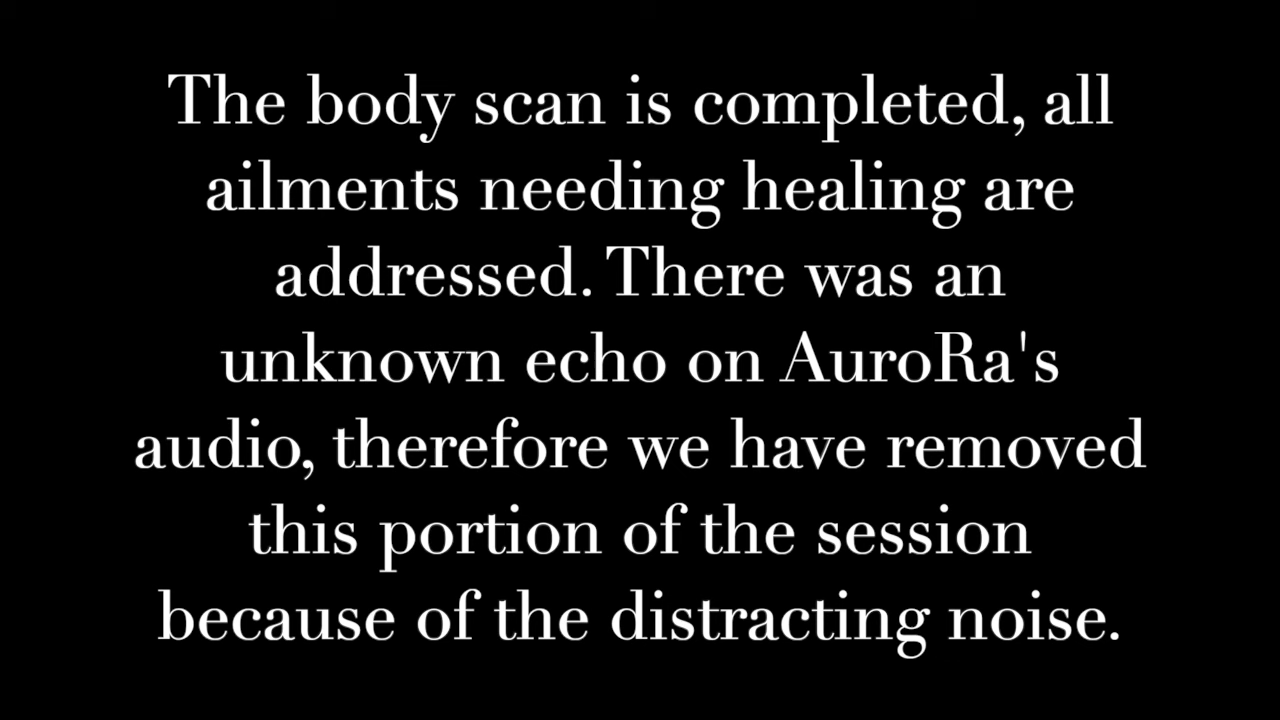 The body scan is completed, all
ailments needing healing are
addressed. There was an
unknown echo on AuroRa's
audio, therefore we have removed
this portion of the session
because of the distracting noise.